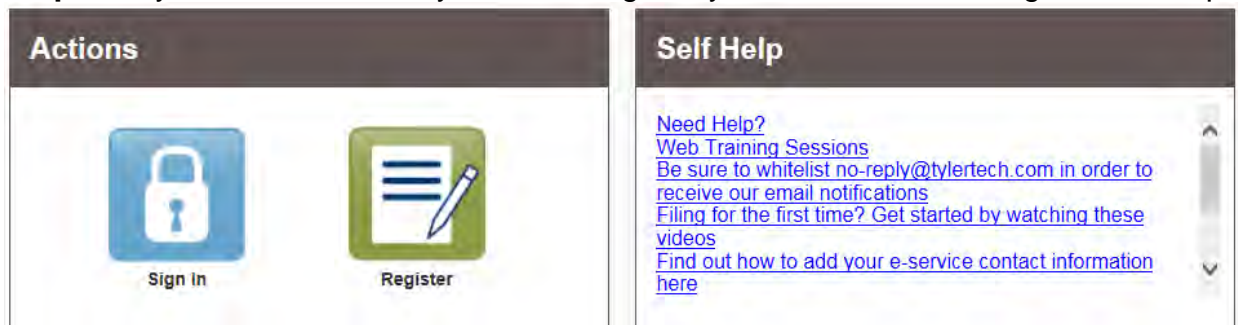 Actions
Self Help
Sign In
Register
Need Help?
Web Training Sessions
Be sure to whitelist no-reply@tylertech.com in order to
receive our email notifications
Filing for the first time? Get started by watching these
videos
Find out how to add your e-service contact information
here